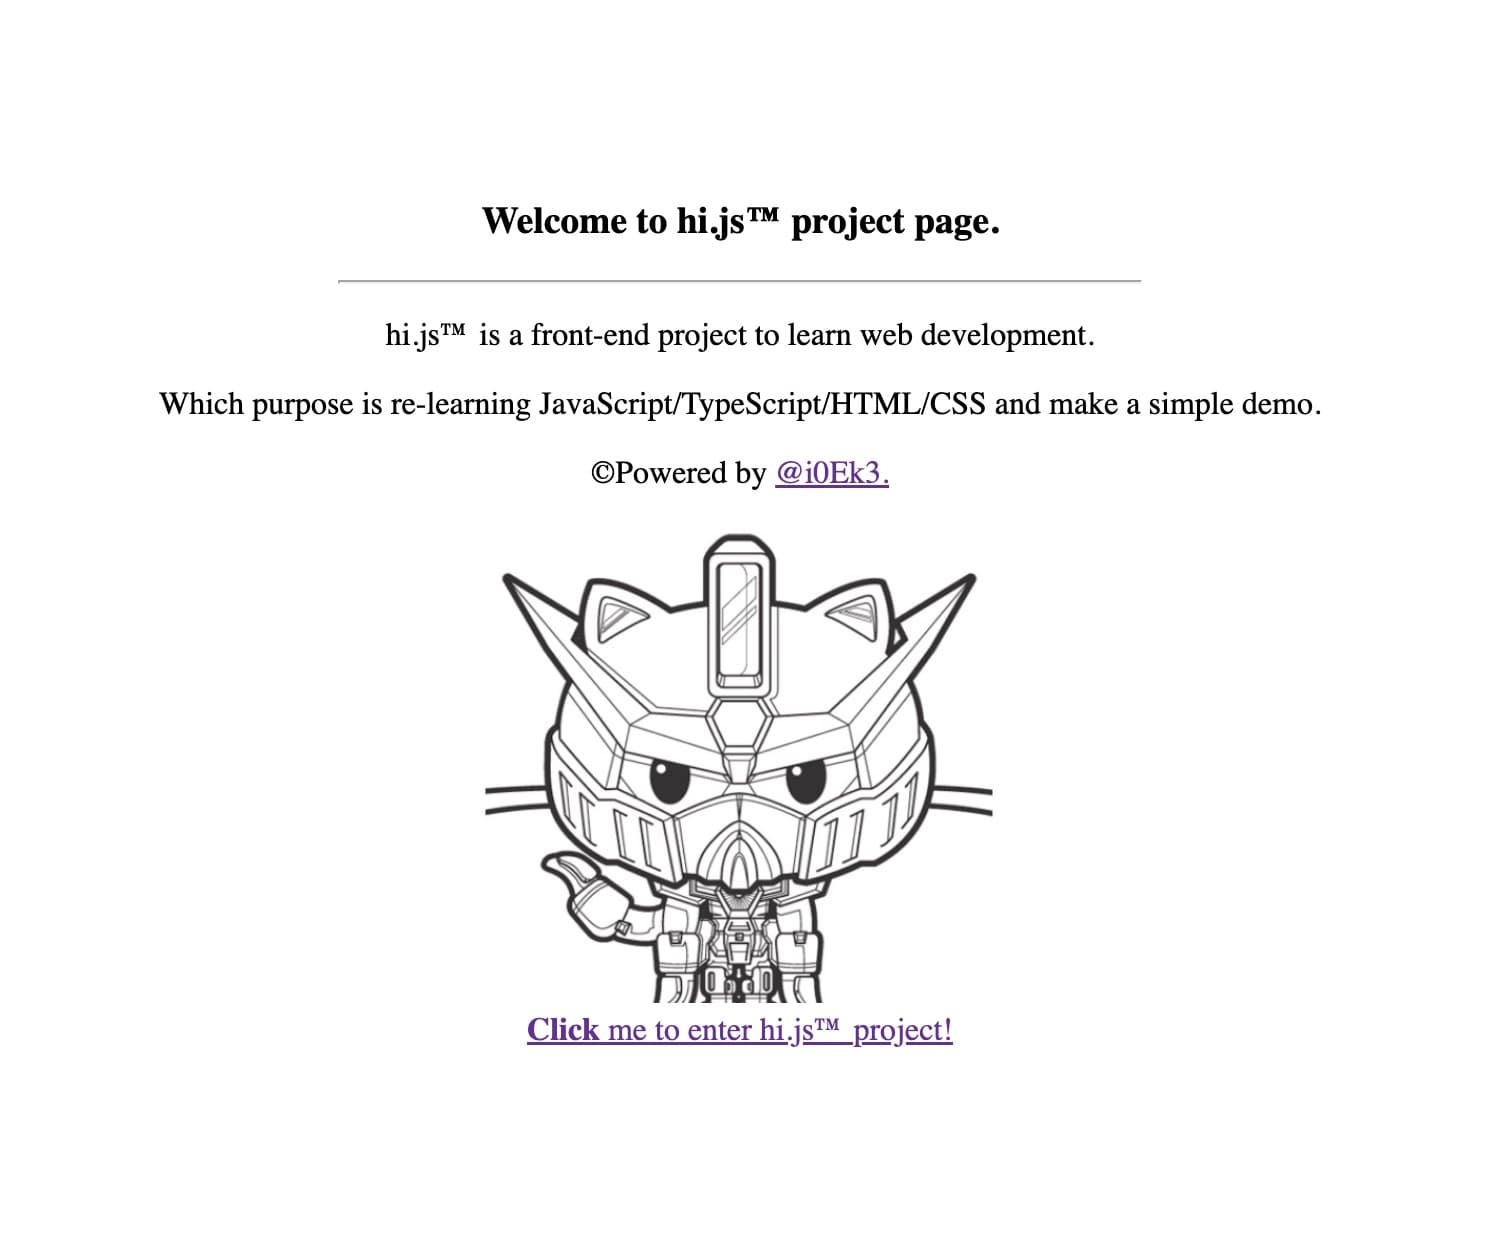 Welcome to hi.js™ project page.
hi.js™ is a front-end project to learn web development.
Which purpose is re-learning JavaScript/TypeScript/HTML/CSS and make a simple demo.
©Powered by @i0Ek3.
Click me to enter hi.js™ project!